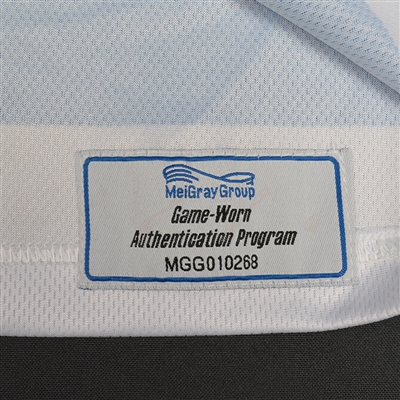 MeiGrayGroup
Game-Worn
Authentication Program
MGG010268